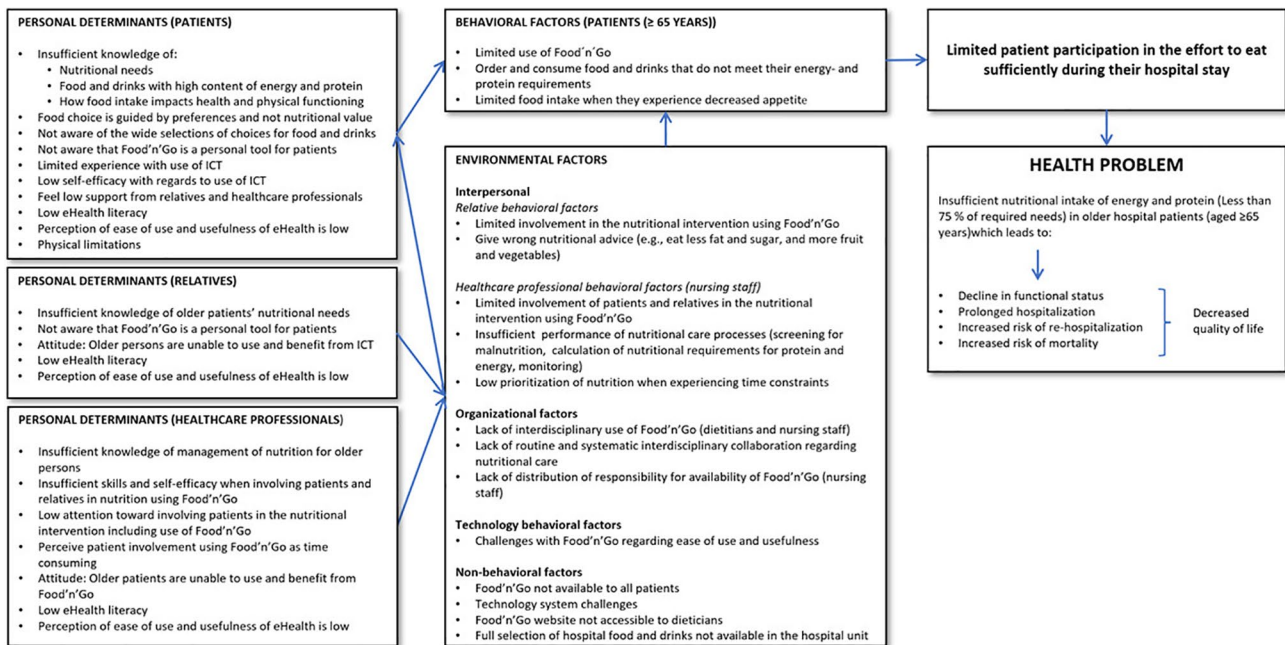 PERSONAL DETERMINANTS (PATIENTS)
• Insufficient knowledge of:
• Nutritional needs
• Food and drinks with high content of energy and protein
• How food intake impacts health and physical functioning
• Food choice is guided by preferences and not nutritional value
• Not aware of the wide selections of choices for food and drinks
• Not aware that Food'n'Go is a personal tool for patients
• Limited experience with use of ICT
• Low self-efficacy with regards to use of ICT
• Feel low support from relatives and healthcare professionals
• Low eHealth literacy
• Perception of ease of use and usefulness of eHealth is low
• Physical limitations
PERSONAL DETERMINANTS (RELATIVES)
• Insufficient knowledge of older patients' nutritional needs
• Not aware that Food'n'Go is a personal tool for patients
• Attitude: Older persons are unable to use and benefit from ICT
• Low eHealth literacy
• Perception of ease of use and usefulness of eHealth is low
PERSONAL DETERMINANTS (HEALTHCARE PROFESSIONALS)
• Insufficient knowledge of management of nutrition for older
persons
• Insufficient skills and self-efficacy when involving patients and
relatives in nutrition using Food'n'Go
• Low attention toward involving patients in the nutritional
intervention including use of Food'n'Go
• Perceive patient involvement using Food'n'Go as time
consuming
• Attitude: Older patients are unable to use and benefit from
Food'n'Go
• Low eHealth literacy
• Perception of ease of use and usefulness of eHealth is low
BEHAVIORAL FACTORS (PATIENTS (≥ 65 YEARS))
• Limited use of Food´n´Go
• Order and consume food and drinks that do not meet their energy- and
protein requirements
• Limited food intake when they experience decreased appetite
ENVIRONMENTAL FACTORS
Interpersonal
Relative behavioral factors
• Limited involvement in the nutritional intervention using Food'n'Go
• Give wrong nutritional advice (e.g., eat less fat and sugar, and more fruit
and vegetables)
Healthcare professional behavioral factors (nursing staff)
• Limited involvement of patients and relatives in the nutritional
intervention using Food'n'Go
• Insufficient performance of nutritional care processes (screening for
malnutrition, calculation of nutritional requirements for protein and
energy, monitoring)
• Low prioritization of nutrition when experiencing time constraints
Organizational factors
• Lack of interdisciplinary use of Food'n'Go (dietitians and nursing staff)
• Lack of routine and systematic interdisciplinary collaboration regarding
nutritional care
• Lack of distribution of responsibility for availability of Food'n'Go (nursing
staff)
Technology behavioral factors
• Challenges with Food'n'Go regarding ease of use and usefulness
Non-behavioral factors
• Food'n'Go not available to all patients
• Technology system challenges
• Food'n'Go website not accessible to dieticians
• Full selection of hospital food and drinks not available in the hospital unit
Limited patient participation in the effort to eat
sufficiently during their hospital stay
HEALTH PROBLEM
Insufficient nutritional intake of energy and protein (Less than
75 % of required needs) in older hospital patients (aged ≥65
years)which leads to:
• Decline in functional status
• Prolonged hospitalization
• Increased risk of re-hospitalization
• Increased risk of mortality
Decreased
quality of life